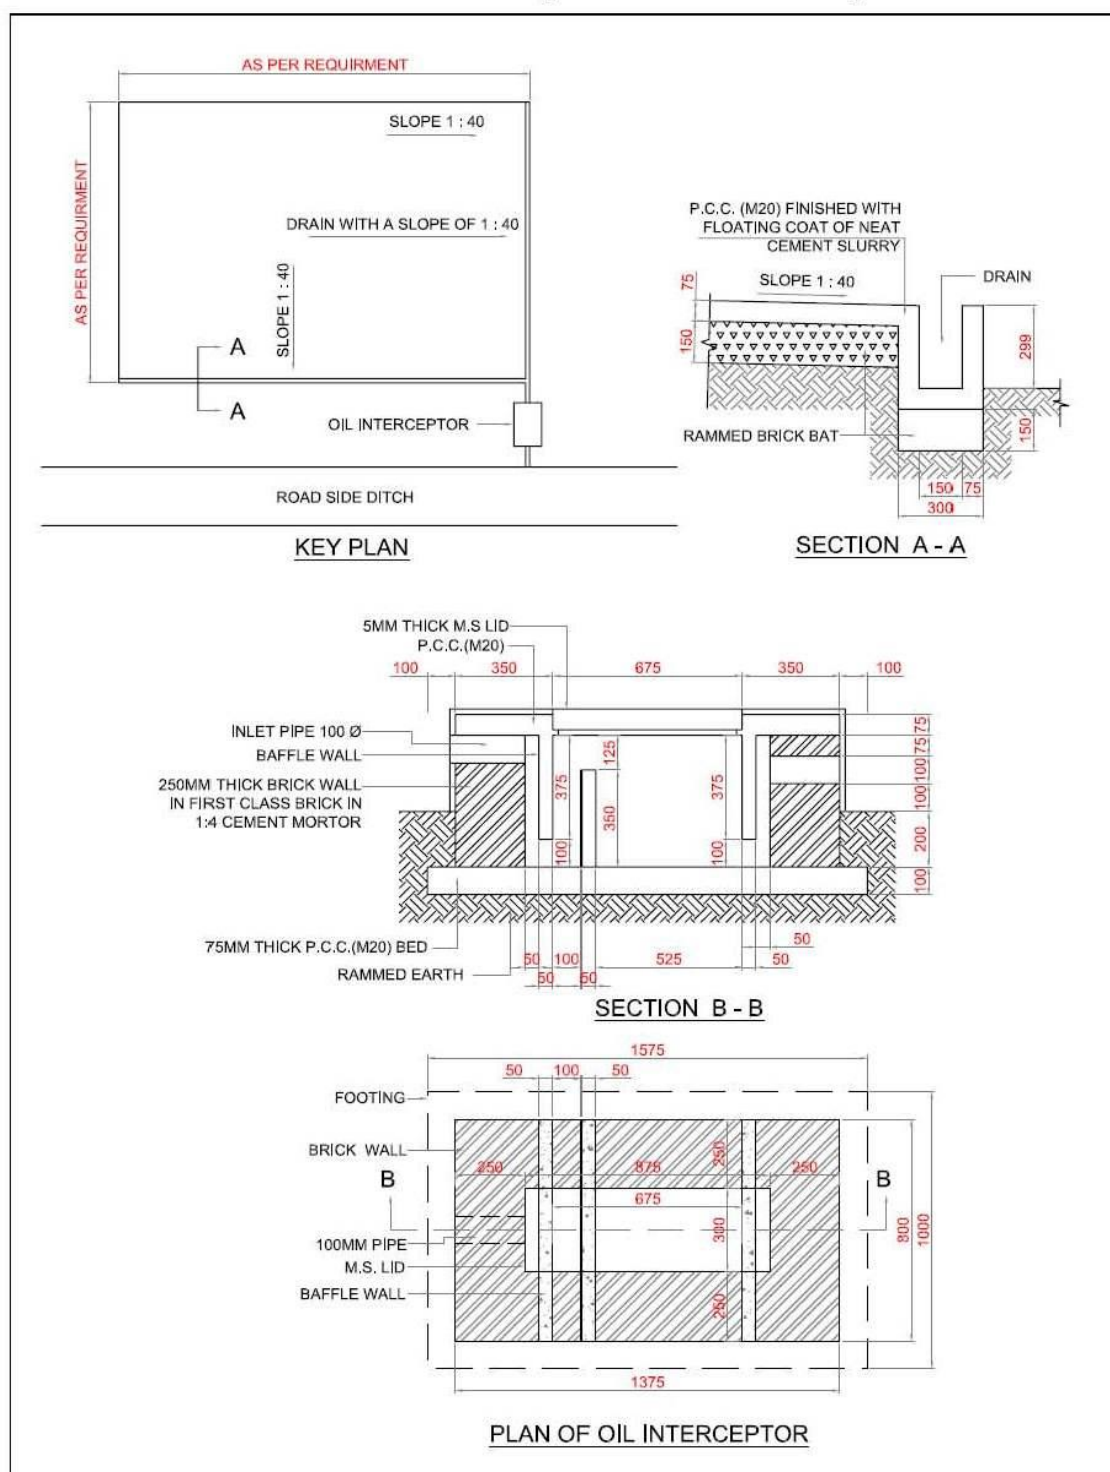 AS PER REQUIRMENT
SLOPE 1 : 40
AS PER REQUIRMENT
DRAIN WITH A SLOPE OF 1 : 40
SLOPE 1 : 40
A
A
OIL INTERCEPTOR
ROAD SIDE DITCH
KEY PLAN
P.C.C. (M20) FINISHED WITH
FLOATING COAT OF NEAT
CEMENT SLURRY
SLOPE 1 : 40
DRAIN
75
150
299
RAMMED BRICK BAT
150
150 75
300
SECTION A - A
5MM THICK M.S LID
P.C.C.(M20)
100 350 675 350 100
INLET PIPE 100 Ø
BAFFLE WALL
250MM THICK BRICK WALL
IN FIRST CLASS BRICK IN
1:4 CEMENT MORTOR
375
125
350
375
100
100
75
75
100
100
200
100
75MM THICK P.C.C.(M20) BED
RAMMED EARTH
50
50 100 525 50
50 50
SECTION B - B
1575
50 100 50
FOOTING
BRICK WALL
250 875 250
250
B
B
675
300
800
1000
100MM PIPE
M.S. LID
BAFFLE WALL
250
1375
PLAN OF OIL INTERCEPTOR